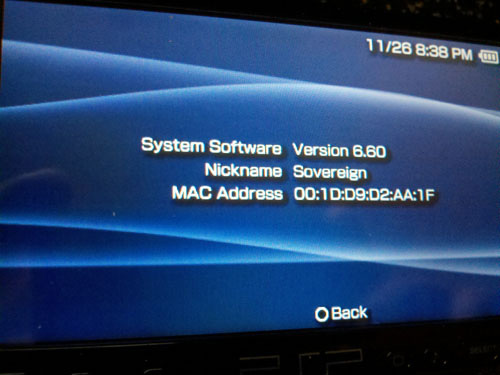 11/26 8:38 PM
System Software Version 6.60
Nickname Sovereign
MAC Address 00:1D:D9:D2:AA:1F
Back
SELECT